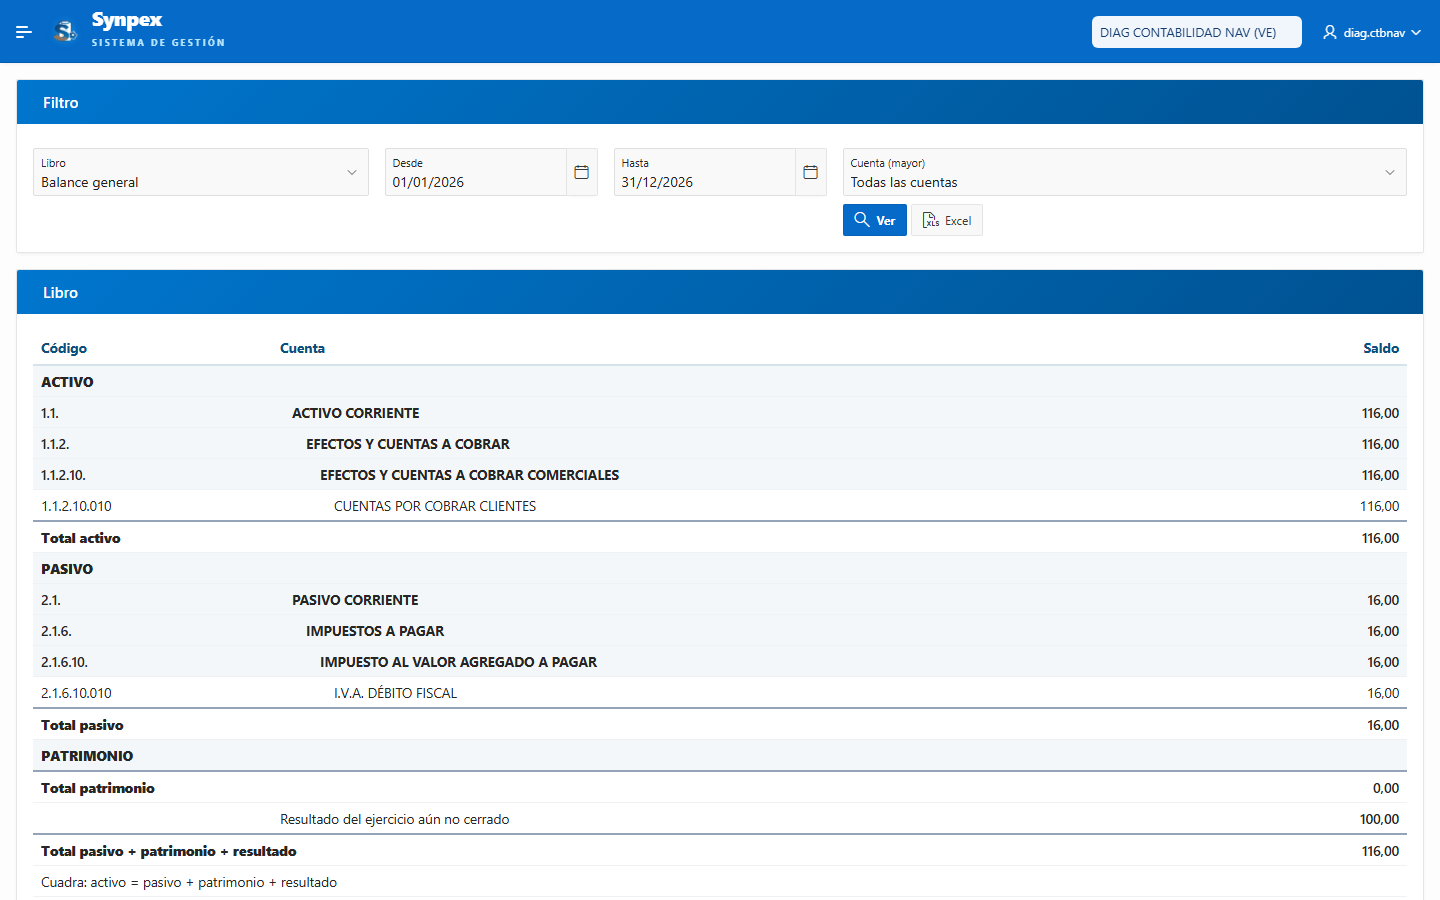 Synpex
SISTEMA DE GESTIÓN
DIAG CONTABILIDAD NAV (VE)
diag.ctbnav
Filtro
Libro
Balance general
Desde
01/01/2026
Hasta
31/12/2026
Cuenta (mayor)
Todas las cuentas
Ver
XLS Excel
Libro
Código Cuenta Saldo
ACTIVO
1.1. ACTIVO CORRIENTE 116,00
1.1.2. EFECTOS Y CUENTAS A COBRAR 116,00
1.1.2.10. EFECTOS Y CUENTAS A COBRAR COMERCIALES 116,00
1.1.2.10.010 CUENTAS POR COBRAR CLIENTES 116,00
Total activo 116,00
PASIVO
2.1. PASIVO CORRIENTE 16,00
2.1.6. IMPUESTOS A PAGAR 16,00
2.1.6.10. IMPUESTO AL VALOR AGREGADO A PAGAR 16,00
2.1.6.10.010 I.V.A. DÉBITO FISCAL 16,00
Total pasivo 16,00
PATRIMONIO
Total patrimonio 0,00
Resultado del ejercicio aún no cerrado 100,00
Total pasivo + patrimonio + resultado 116,00
Cuadra: activo = pasivo + patrimonio + resultado